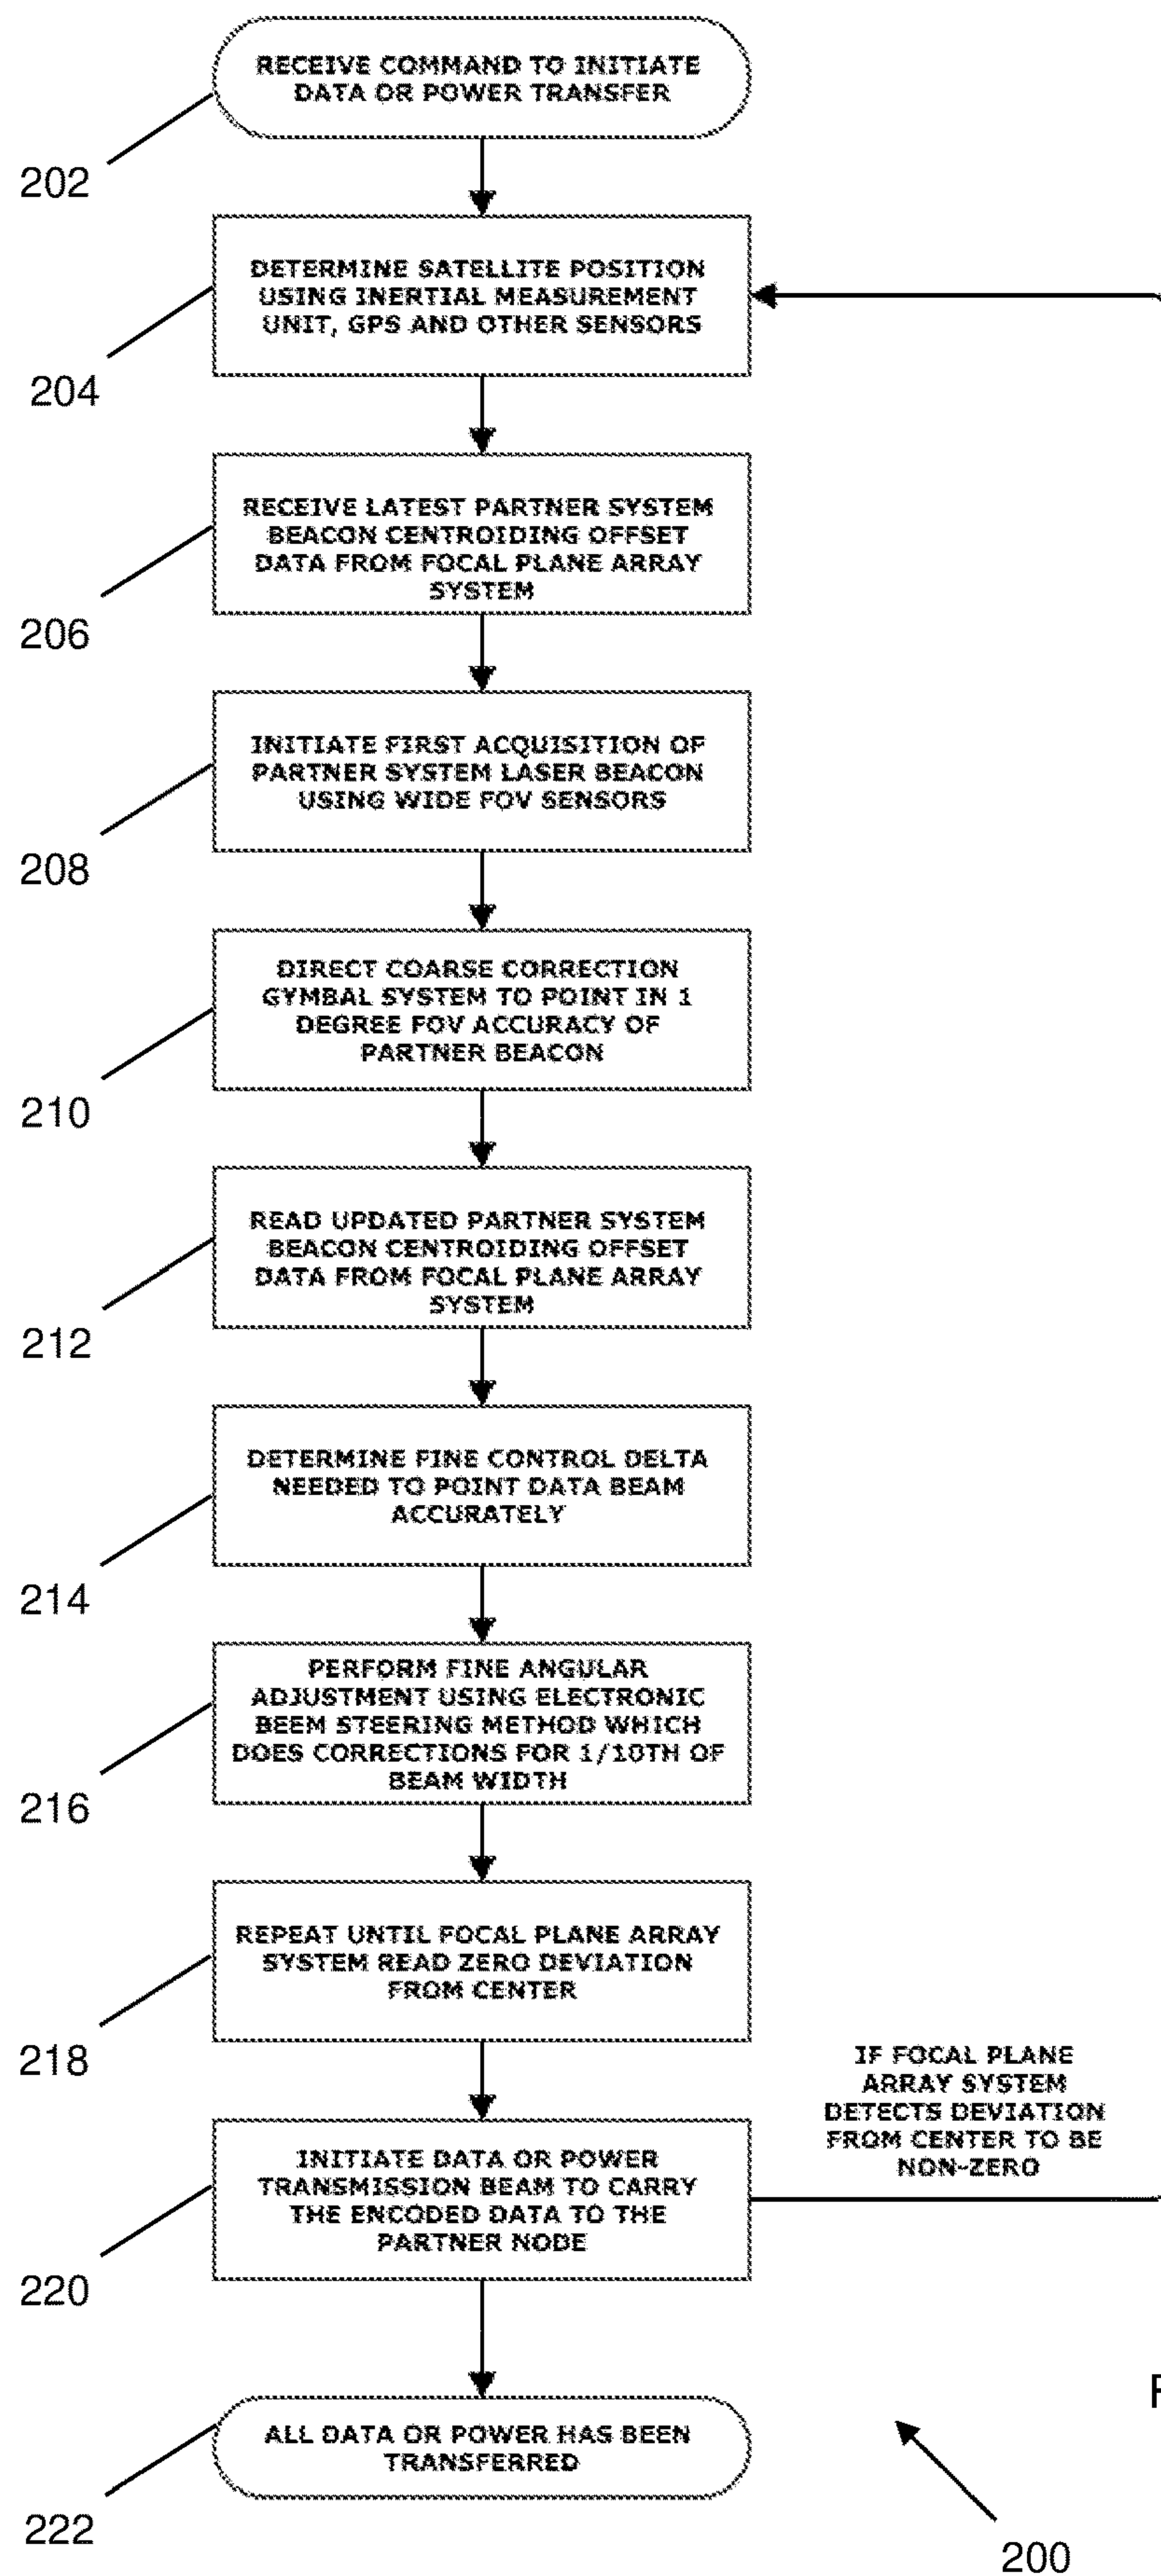 RECEIVE COMMAND TO INITIATE
DATA OR POWER TRANSFER
202
DETERMINE SATELLITE POSITION
USING INERTIAL MEASUREMENT
UNIT, GPS AND OTHER SENSORS
204
RECEIVE LATEST PARTNER SYSTEM
BEACON CENTROIDING OFFSET
DATA FROM FOCAL PLANE ARRAY
SYSTEM
206
INITIATE FIRST ACQUISITION OF
PARTNER SYSTEM LASER BEACON
USING WIDE FOV SENSORS
208
DIRECT COARSE CORRECTION
GYMBAL SYSTEM TO POINT IN 1
DEGREE FOV ACCURACY OF
PARTNER BEACON
210
READ UPDATED PARTNER SYSTEM
BEACON CENTROIDING OFFSET
DATA FROM FOCAL PLANE ARRAY
SYSTEM
212
DETERMINE FINE CONTROL DELTA
NEEDED TO POINT DATA BEAM
ACCURATELY
214
PERFORM FINE ANGULAR
ADJUSTMENT USING ELECTRONIC
BEEM STEERING METHOD WHICH
DOES CORRECTIONS FOR 1/10TH OF
BEAM WIDTH
216
REPEAT UNTIL FOCAL PLANE ARRAY
SYSTEM READ ZERO DEVIATION
FROM CENTER
218
IF FOCAL PLANE
ARRAY SYSTEM
DETECTS DEVIATION
FROM CENTER TO BE
NON-ZERO
INITIATE DATA OR POWER
TRANSMISSION BEAM TO CARRY
THE ENCODED DATA TO THE
PARTNER NODE
220
ALL DATA OR POWER HAS BEEN
TRANSFERRED
222
200